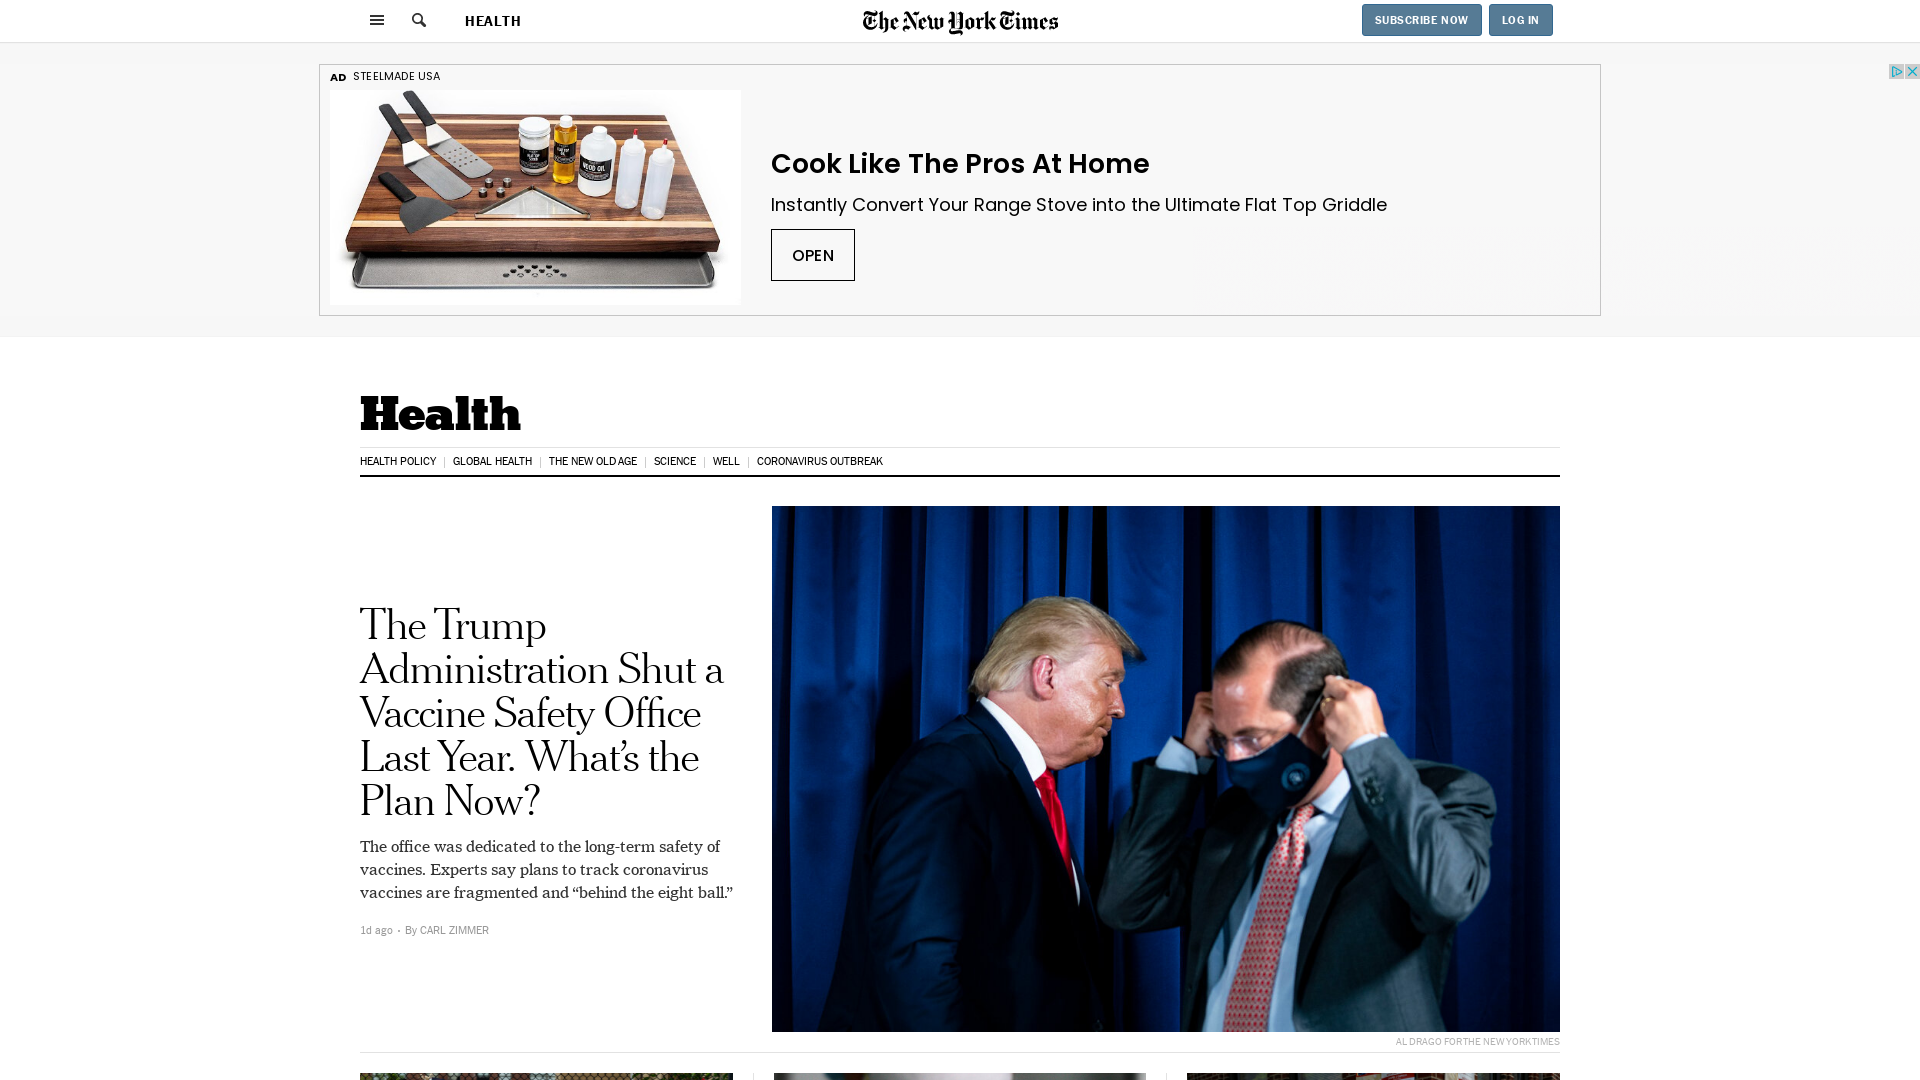 HEALTH
The New York Times
SUBSCRIBE NOW
LOG IN
AD STEELMADE USA
WOOD OIL
Cook Like The Pros At Home
Instantly Convert Your Range Stove into the Ultimate Flat Top Griddle
OPEN
Health
HEALTH POLICY
GLOBAL HEALTH
THE NEW OLD AGE
SCIENCE
WELL
CORONAVIRUS OUTBREAK
The Trump
Administration Shut a
Vaccine Safety Office
Last Year. What’s the
Plan Now?
The office was dedicated to the long-term safety of
vaccines. Experts say plans to track coronavirus
vaccines are fragmented and “behind the eight ball.”
1d ago • By CARL ZIMMER
AL DRAGO FOR THE NEW YORK TIMES